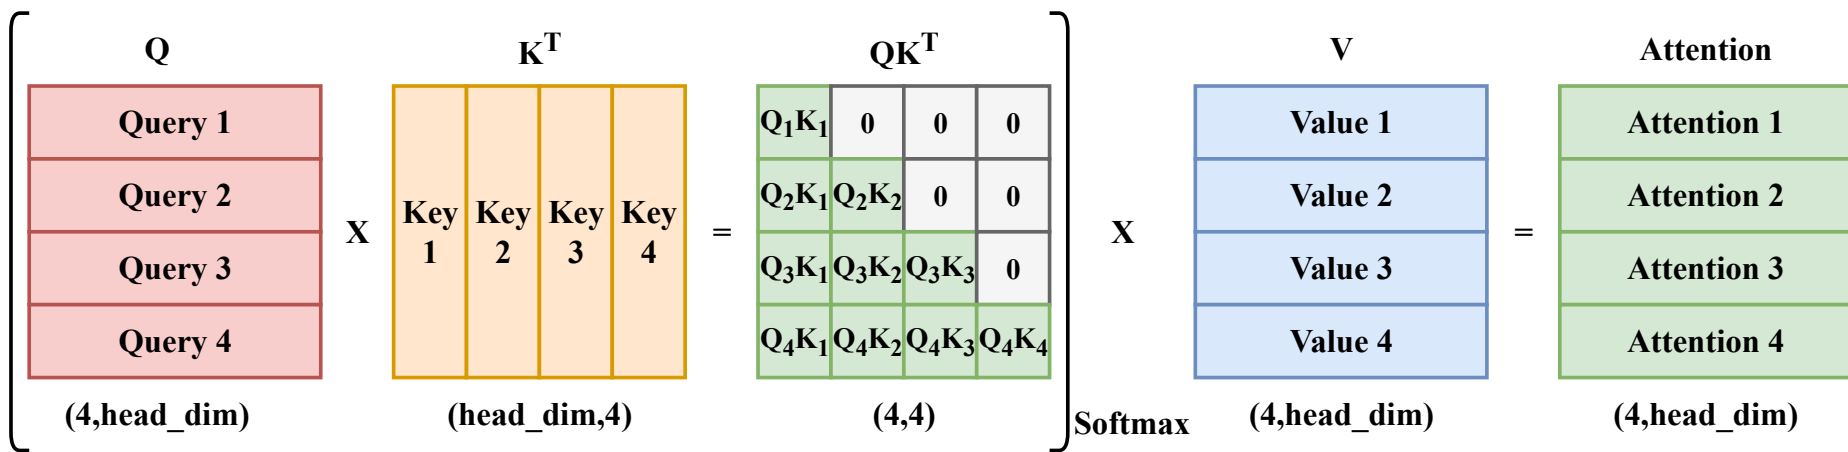 Q
K^T
QK^T
V
Attention
Query 1
Query 2
Query 3
Query 4
X
Key 1
Key 2
Key 3
Key 4
=
Q₁K₁ 0 0 0
Q₂K₁ Q₂K₂ 0 0
Q₃K₁ Q₃K₂ Q₃K₃ 0
Q₄K₁ Q₄K₂ Q₄K₃ Q₄K₄
X
Value 1
Value 2
Value 3
Value 4
=
Attention 1
Attention 2
Attention 3
Attention 4
(4,head_dim)
(head_dim,4)
(4,4)
Softmax
(4,head_dim)
(4,head_dim)